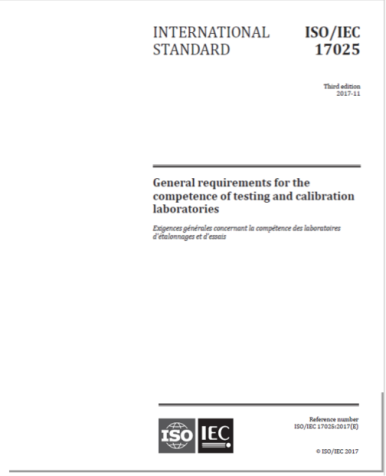 INTERNATIONAL
STANDARD
ISO/IEC
17025
Third edition
2017-11
General requirements for the
competence of testing and calibration
laboratories
Exigences générales concernant la compétence des laboratoires
d'étalonnages et d'essais
ISO IEC
Reference number
ISO/IEC 17025:2017(E)
© ISO/IEC 2017